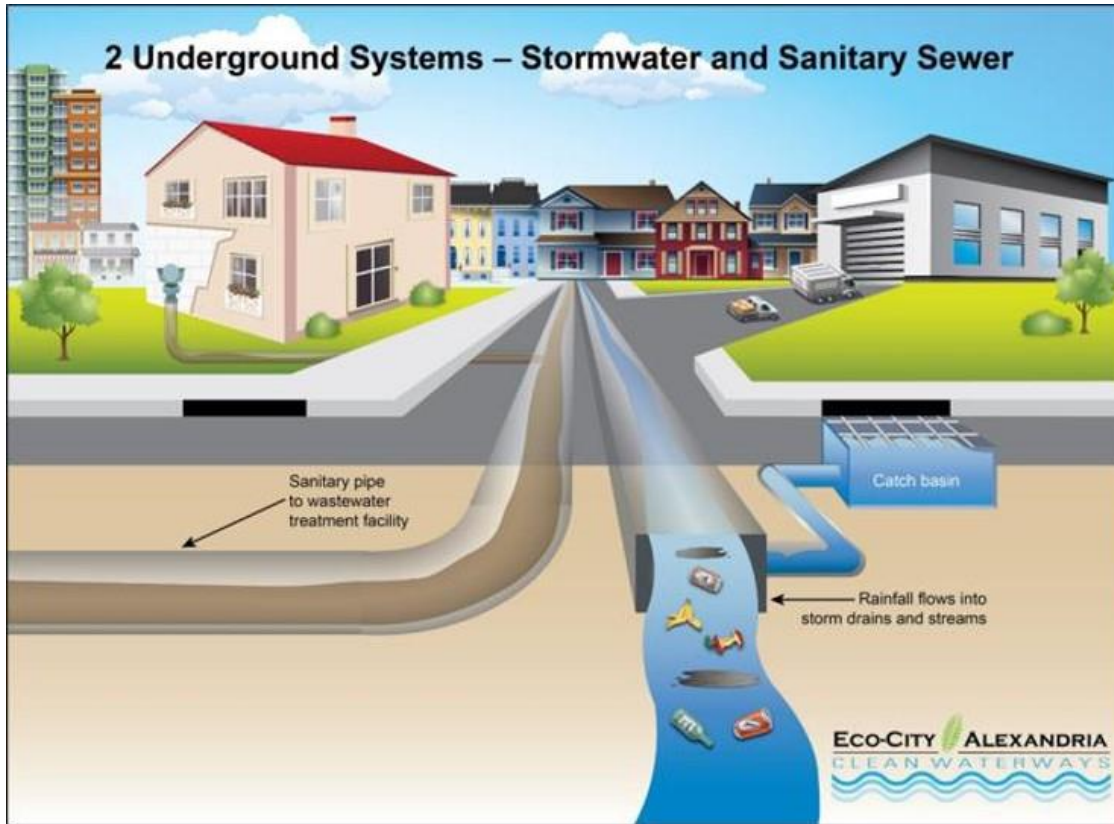 2 Underground Systems – Stormwater and Sanitary Sewer
Sanitary pipe
to wastewater
treatment facility
Catch basin
Rainfall flows into
storm drains and streams
ECO-CITY ALEXANDRIA
CLEAN WATERWAYS